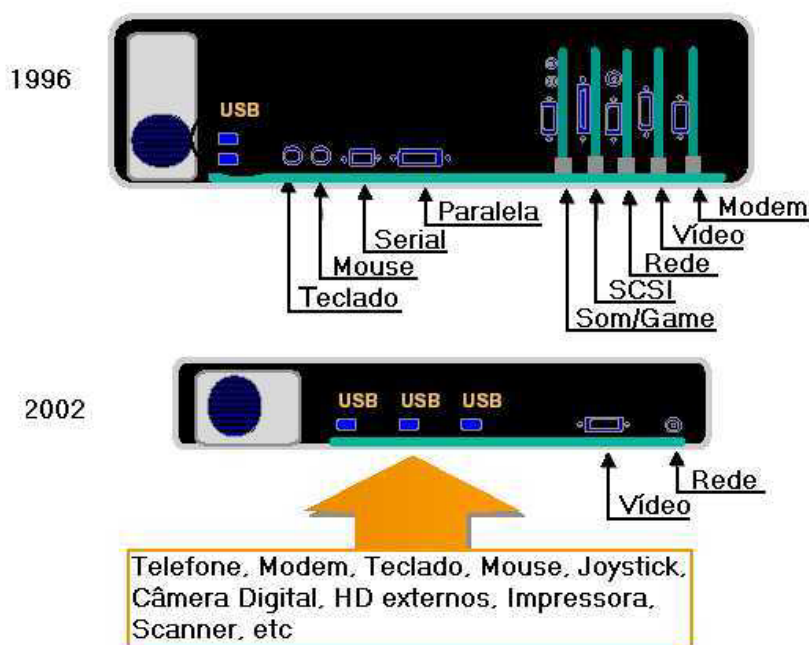 1996
USB
Modem
Paralela
Vídeo
Serial
Rede
Mouse
SCSI
Teclado
Som/Game
2002
USB USB USB
Rede
Vídeo
Telefone, Modem, Teclado, Mouse, Joystick,
Câmera Digital, HD externos, Impressora,
Scanner, etc